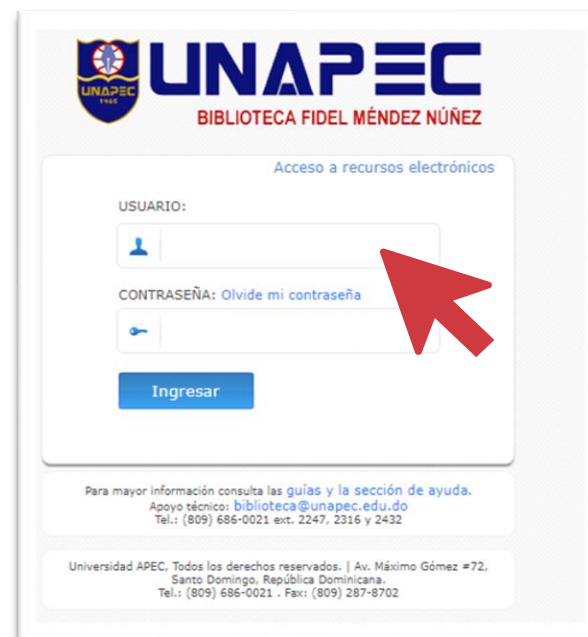 UNAPEC
1965
UNAPEC
BIBLIOTECA FIDEL MÉNDEZ NÚÑEZ
Acceso a recursos electrónicos
USUARIO:
CONTRASEÑA: Olvide mi contraseña
Ingresar
Para mayor información consulta las guías y la sección de ayuda.
Apoyo técnico: biblioteca@unapec.edu.do
Tel.: (809) 686-0021 ext. 2247, 2316 y 2432
Universidad APEC, Todos los derechos reservados. | Av. Máximo Gómez #72,
Santo Domingo, República Dominicana.
Tel.: (809) 686-0021 . Fax: (809) 287-8702